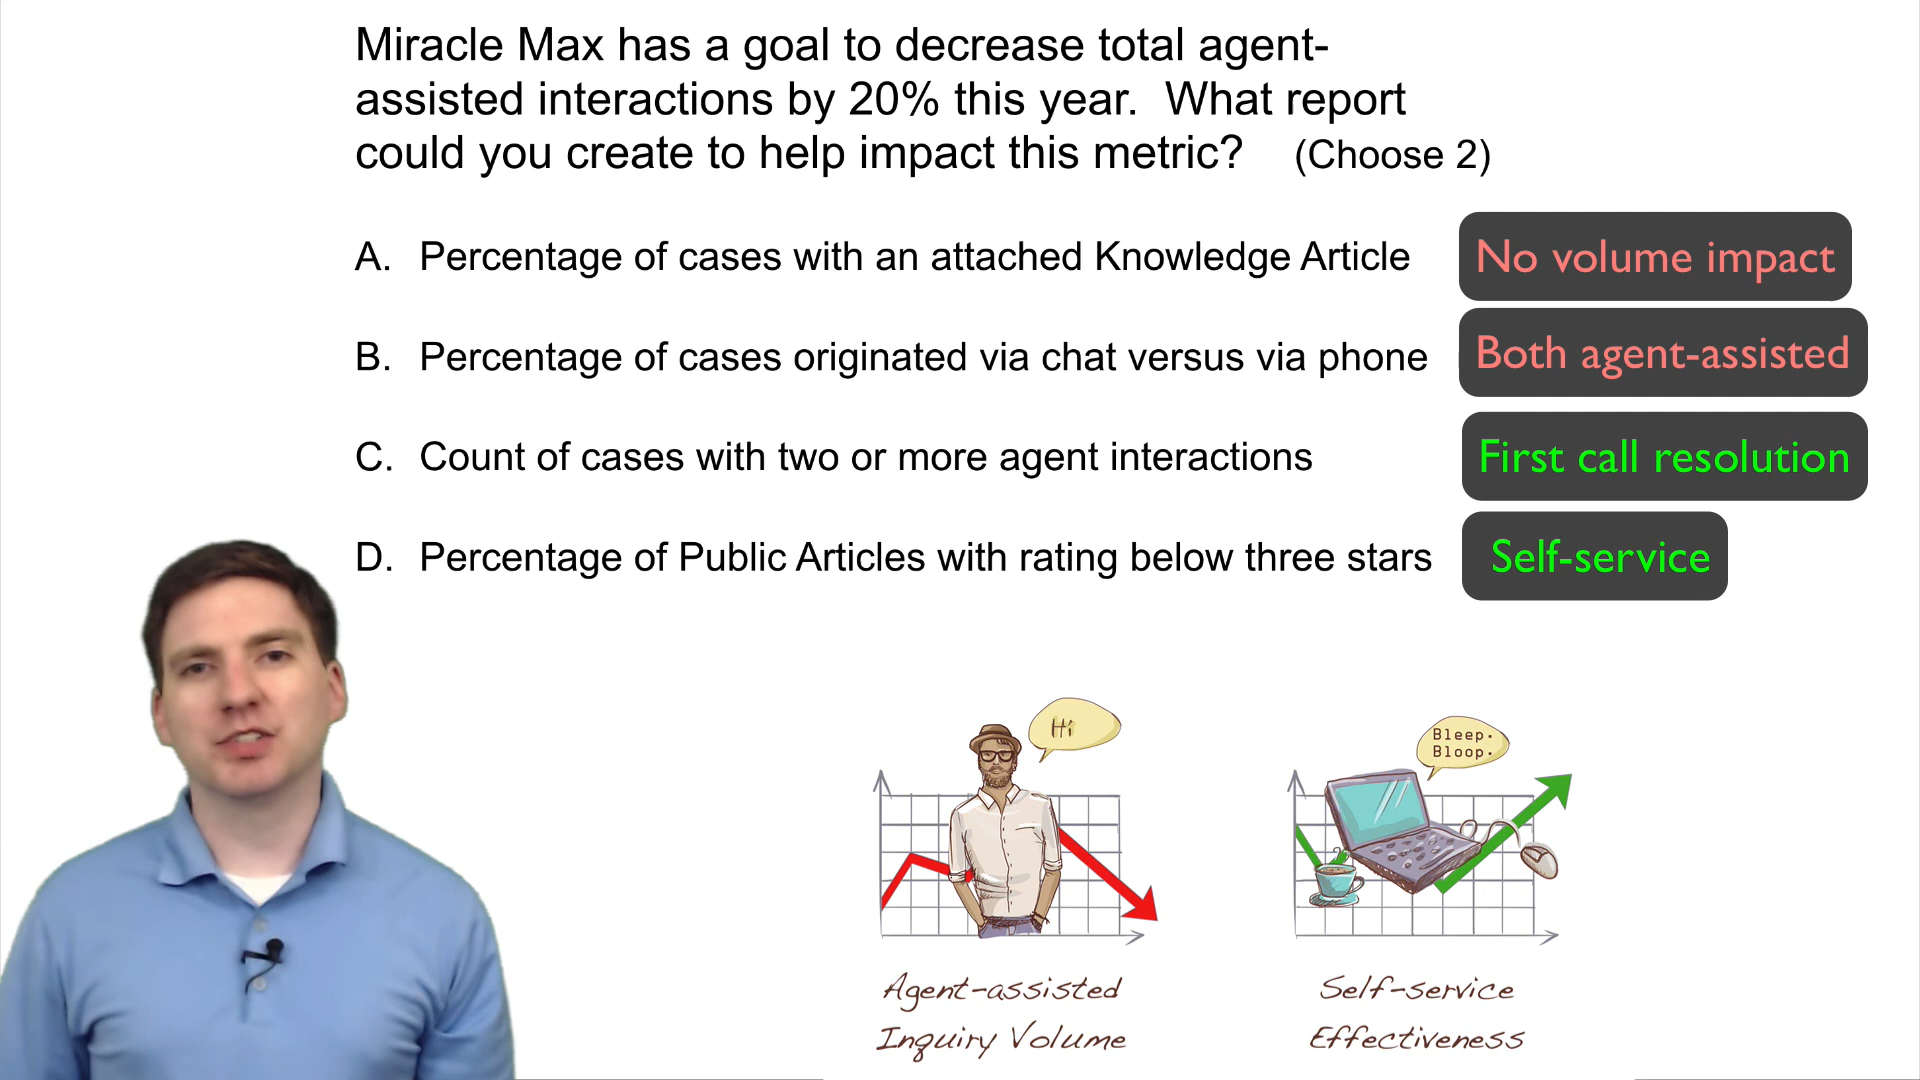 Miracle Max has a goal to decrease total agent-
assisted interactions by 20% this year. What report
could you create to help impact this metric? (Choose 2)
A. Percentage of cases with an attached Knowledge Article
No volume impact
B. Percentage of cases originated via chat versus via phone
Both agent-assisted
C. Count of cases with two or more agent interactions
First call resolution
D. Percentage of Public Articles with rating below three stars
Self-service
Hi
Bleep.
Bloop.
Agent-assisted
Inquiry Volume
Self-service
Effectiveness